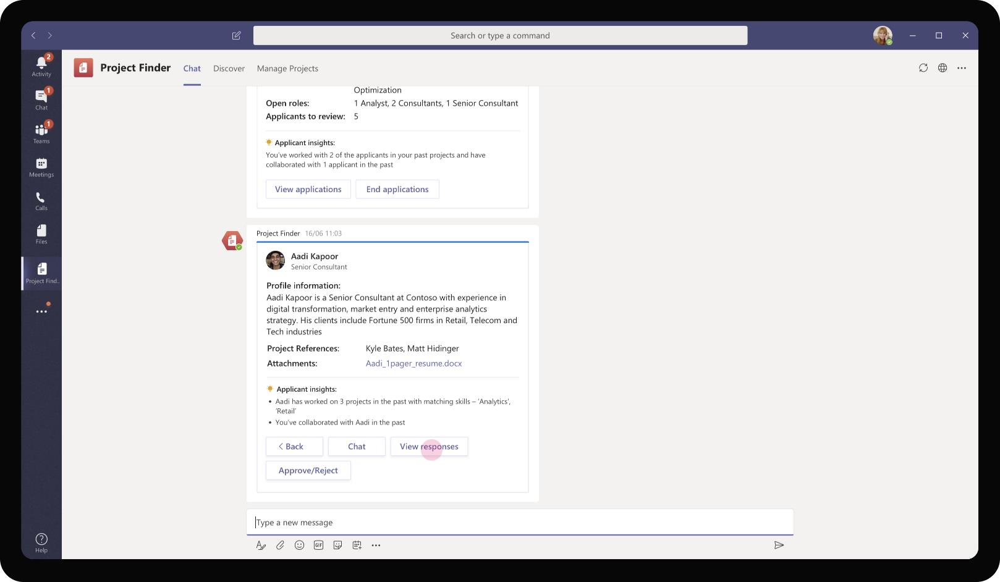 Search or type a command
2
Activity
1
Chat
1
Teams
Meetings
Calls
Files
Project Find..
Help
Project Finder Chat Discover Manage Projects
Optimization
Open roles: 1 Analyst, 2 Consultants, 1 Senior Consultant
Applicants to review: 5
Applicant insights:
You've worked with 2 of the applicants in your past projects and have
collaborated with 1 applicant in the past
View applications End applications
Project Finder 16/06 11:03
Aadi Kapoor
Senior Consultant
Profile information:
Aadi Kapoor is a Senior Consultant at Contoso with experience in
digital transformation, market entry and enterprise analytics
strategy. His clients include Fortune 500 firms in Retail, Telecom and
Tech industries
Project References: Kyle Bates, Matt Hidinger
Attachments: Aadi_1pager_resume.docx
Applicant insights:
• Aadi has worked on 3 projects in the past with matching skills – ‘Analytics’,
‘Retail’
• You've collaborated with Aadi in the past
< Back Chat View responses
Approve/Reject
Type a new message
GIF